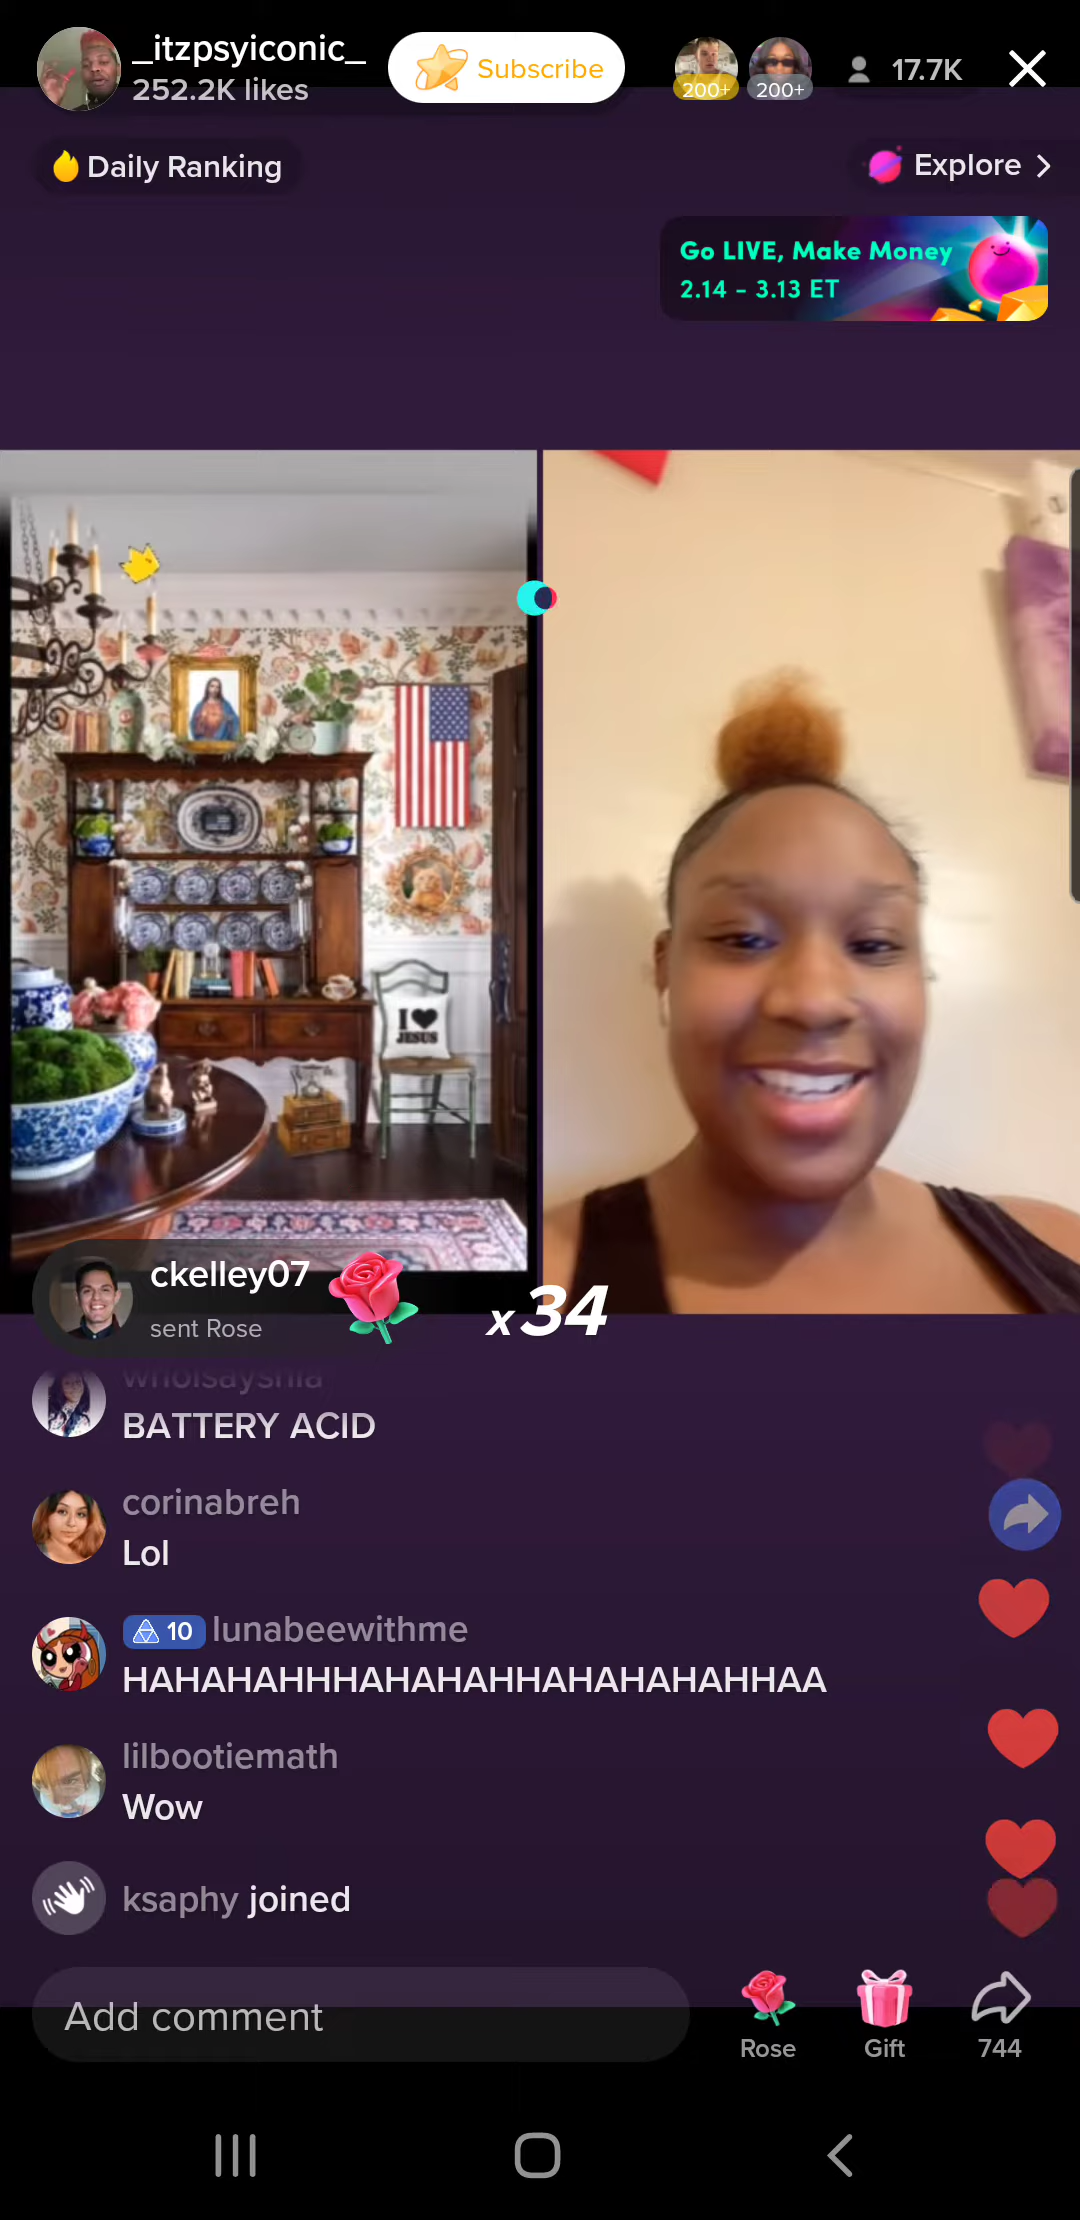 _itzpsyiconic_
252.2K likes
Subscribe
200+
200+
17.7K
Daily Ranking
Explore
Go LIVE, Make Money
2.14 - 3.13 ET
I ♥
JESUS
ckelley07
sent Rose
x 34
whoisayshia
BATTERY ACID
corinabreh
Lol
10 lunabeewithme
HAHAHAHHHAHAHAHHAHAHAHAHHAA
lilbootiemath
Wow
ksaphy joined
Add comment
Rose
Gift
744